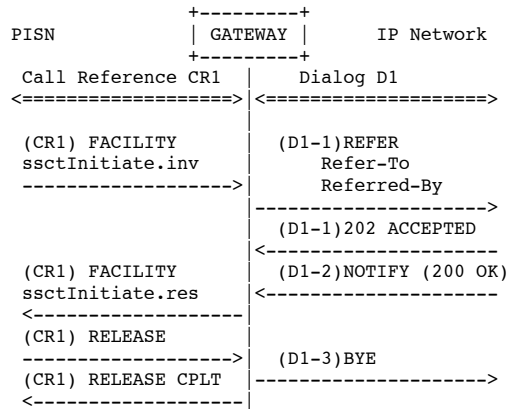 PISN GATEWAY IP Network
Call Reference CR1 Dialog D1
(CR1) FACILITY (D1-1)REFER
ssctInitiate.inv Refer-To
Referred-By
(D1-1)202 ACCEPTED
(CR1) FACILITY (D1-2)NOTIFY (200 OK)
ssctInitiate.res
(CR1) RELEASE
(D1-3)BYE
(CR1) RELEASE CPLT